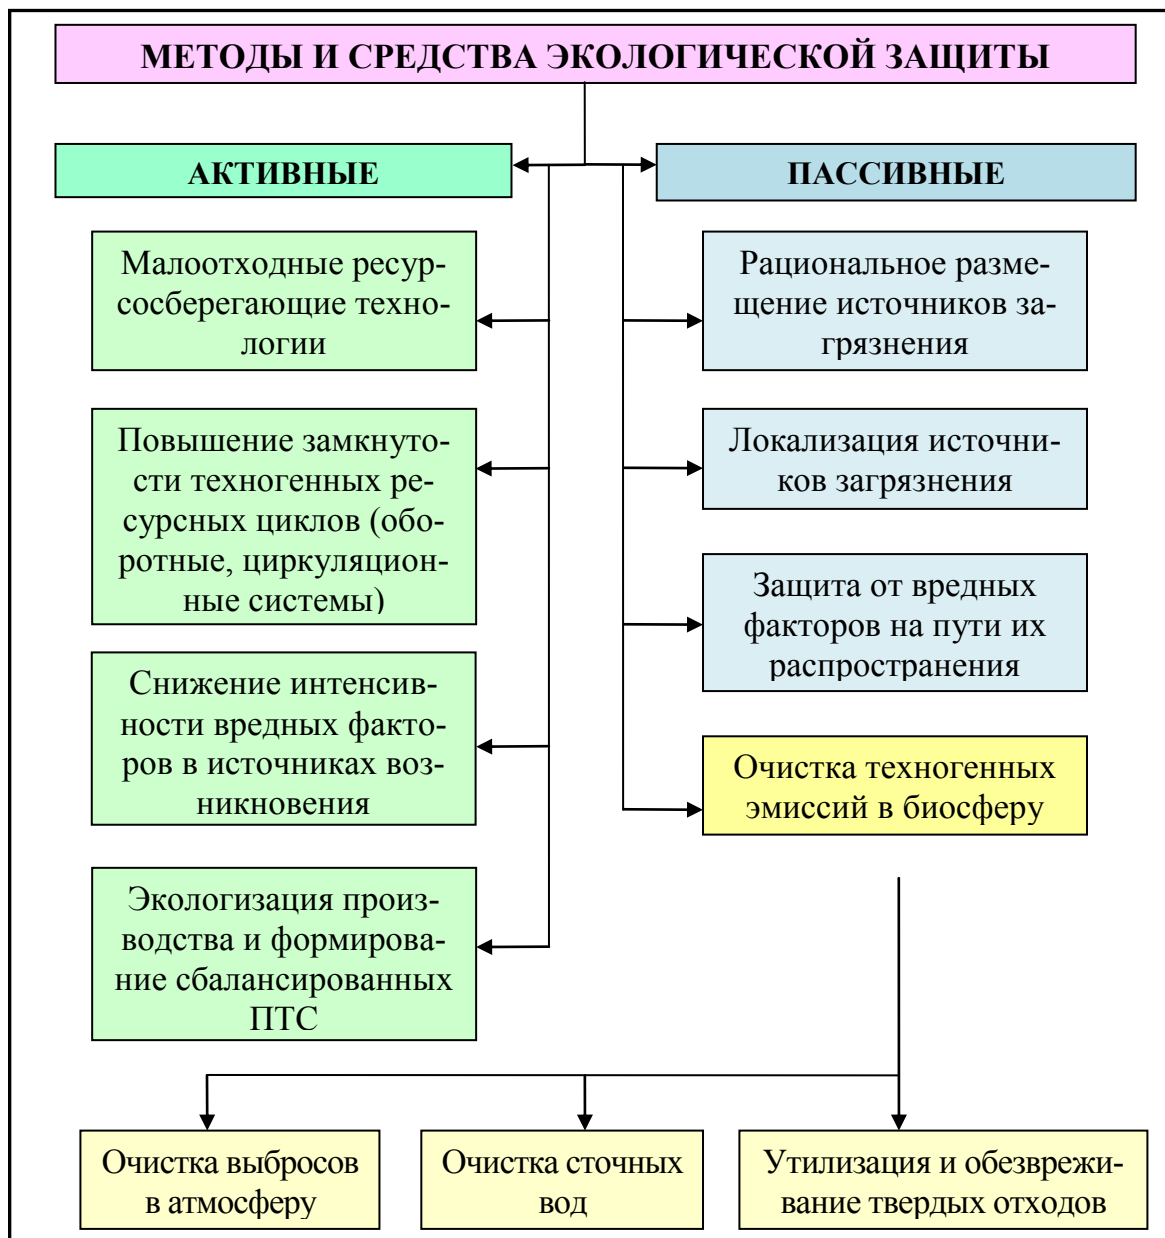 МЕТОДЫ И СРЕДСТВА ЭКОЛОГИЧЕСКОЙ ЗАЩИТЫ
АКТИВНЫЕ
Малоотходные ресур-
сосберегающие техно-
логии
Повышение замкнуто-
сти техногенных ре-
сурсных циклов (обо-
ротные, циркуляцион-
ные системы)
Снижение интенсив-
ности вредных факто-
ров в источниках воз-
никновения
Экологизация произ-
водства и формирова-
ние сбалансированных
ПТС
ПАССИВНЫЕ
Рациональное разме-
щение источников за-
грязнения
Локализация источни-
ков загрязнения
Защита от вредных
факторов на пути их
распространения
Очистка техногенных
эмиссий в биосферу
Очистка выбросов
в атмосферу
Очистка сточных
вод
Утилизация и обезврежи-
вание твердых отходов